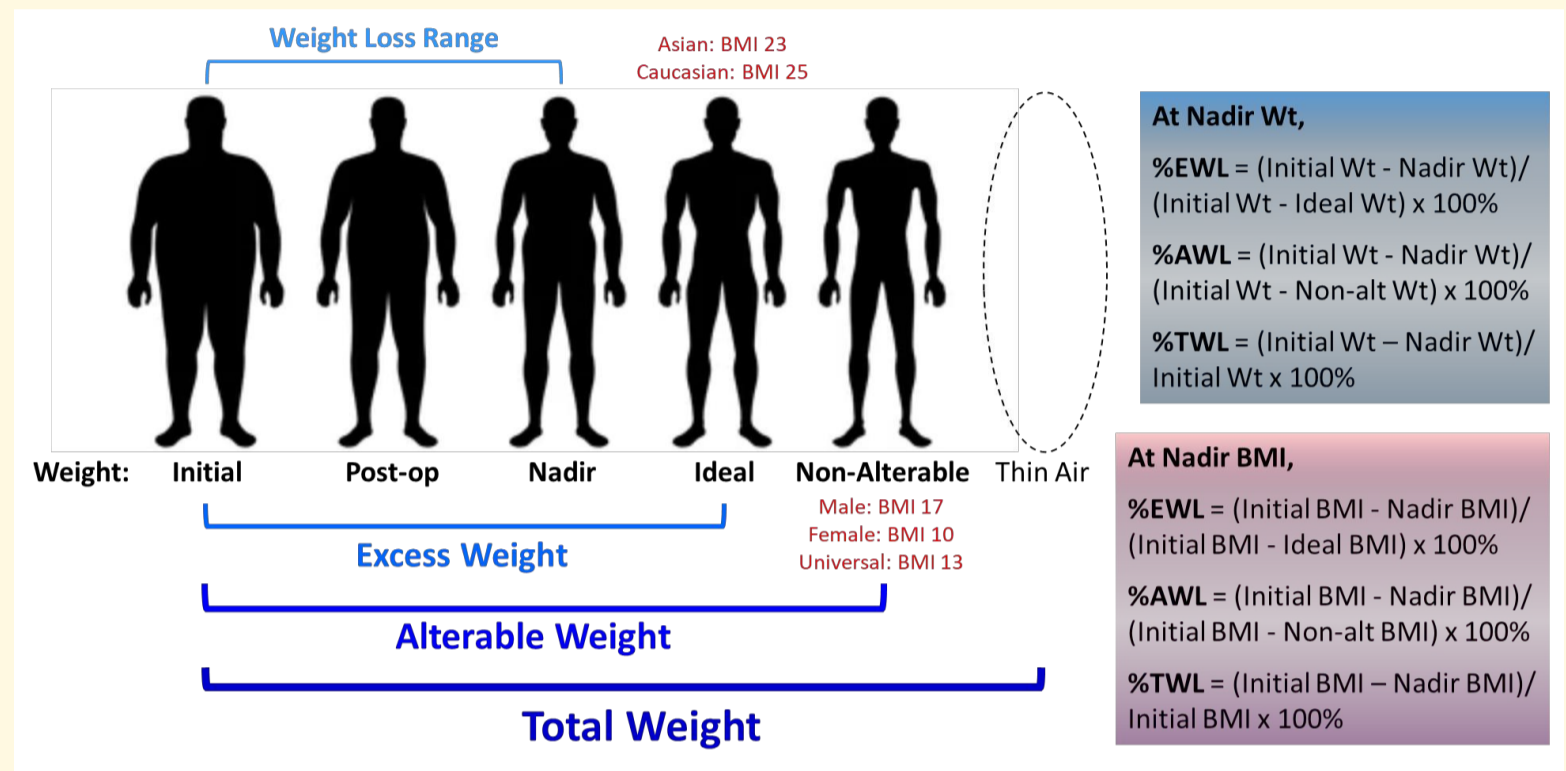 Weight Loss Range
Asian: BMI 23
Caucasian: BMI 25
Weight: Initial Post-op Nadir Ideal Non-Alterable Thin Air
Male: BMI 17
Female: BMI 10
Universal: BMI 13
Excess Weight
Alterable Weight
Total Weight
At Nadir Wt,
%EWL = (Initial Wt - Nadir Wt)/
(Initial Wt - Ideal Wt) x 100%
%AWL = (Initial Wt - Nadir Wt)/
(Initial Wt - Non-alt Wt) x 100%
%TWL = (Initial Wt – Nadir Wt)/
Initial Wt x 100%
At Nadir BMI,
%EWL = (Initial BMI - Nadir BMI)/
(Initial BMI - Ideal BMI) x 100%
%AWL = (Initial BMI - Nadir BMI)/
(Initial BMI - Non-alt BMI) x 100%
%TWL = (Initial BMI – Nadir BMI)/
Initial BMI x 100%